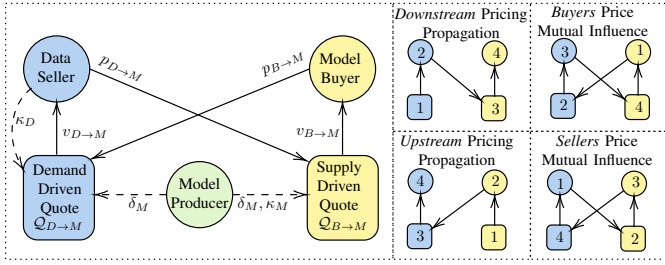 Data
Seller
Model
Buyer
p_{D→M}
p_{B→M}
κ_D
v_{D→M}
v_{B→M}
Demand
Driven
Quote
𝒬_{D→M}
Model
Producer
Supply
Driven
Quote
𝒬_{B→M}
δ_M
δ_M, κ_M
Downstream Pricing
Propagation
2
4
1
3
Buyers Price
Mutual Influence
3
1
2
4
Upstream Pricing
Propagation
4
2
3
1
Sellers Price
Mutual Influence
1
3
4
2